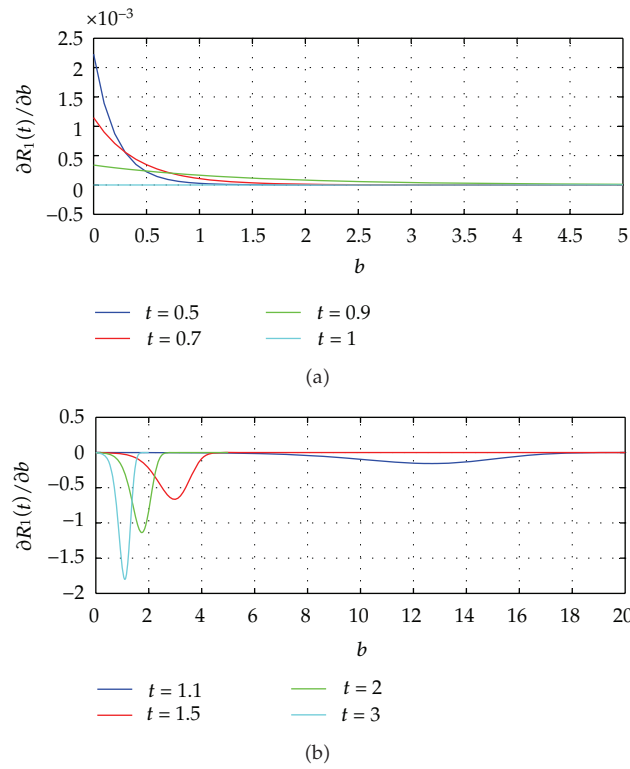 ×10⁻³
2.5
2
1.5
1
0.5
0
−0.5
∂R₁(t)/∂b
0 0.5 1 1.5 2 2.5 3 3.5 4 4.5 5
b
t = 0.5 t = 0.9
t = 0.7 t = 1
(a)
0.5
0
−0.5
−1
−1.5
−2
∂R₁(t)/∂b
0 2 4 6 8 10 12 14 16 18 20
b
t = 1.1 t = 2
t = 1.5 t = 3
(b)